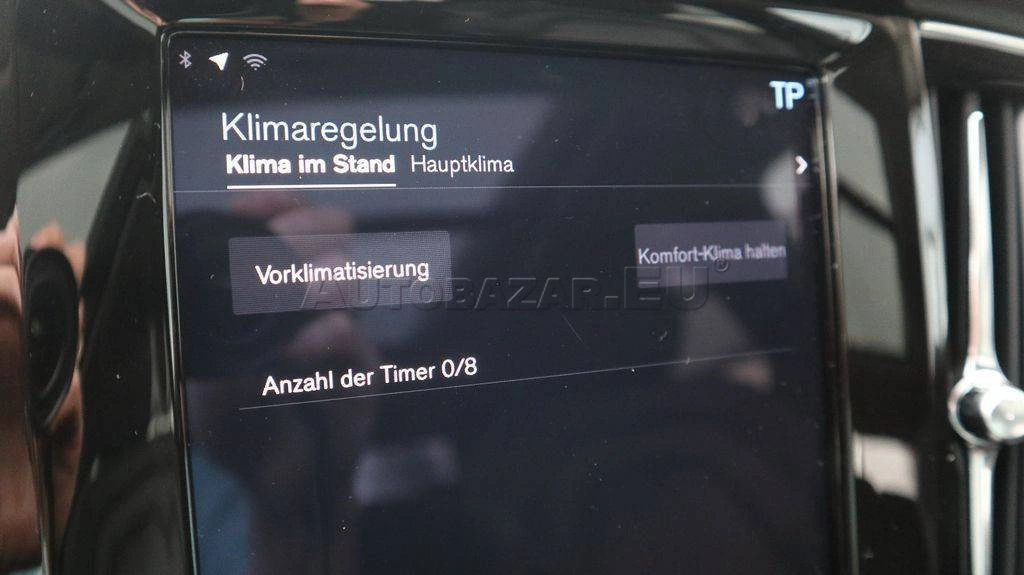 TP
Klimaregelung
Klima im Stand Hauptklima
Vorklimatisierung
Komfort-Klima halten
AUTOBAZAR.EU
Anzahl der Timer 0/8